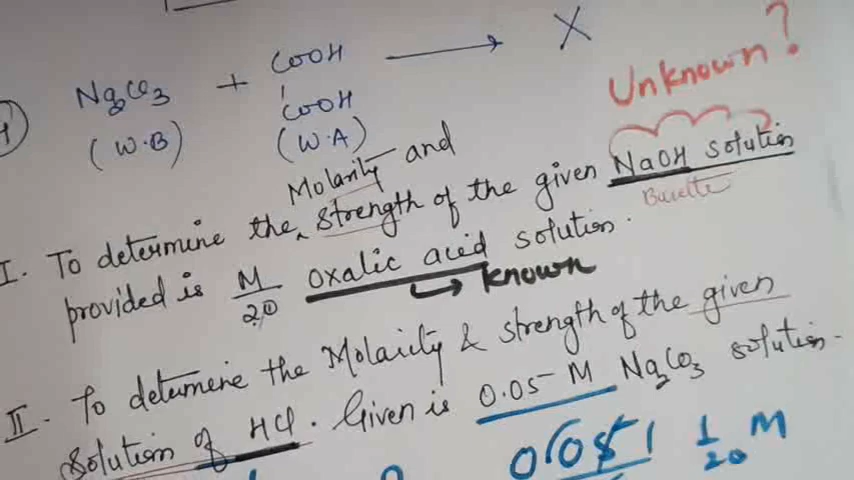 Na2CO3 + COOH ⟶ X
COOH
(W.B) (W.A)
Unknown?
Molarity and
I. To determine the ^ strength of the given NaOH solution
Burette
provided is M/20 oxalic acid solution.
↳ known
II. To determine the Molarity & strength of the given
solution of HCl. Given is 0.05 M Na2CO3 solution.
1/20 M